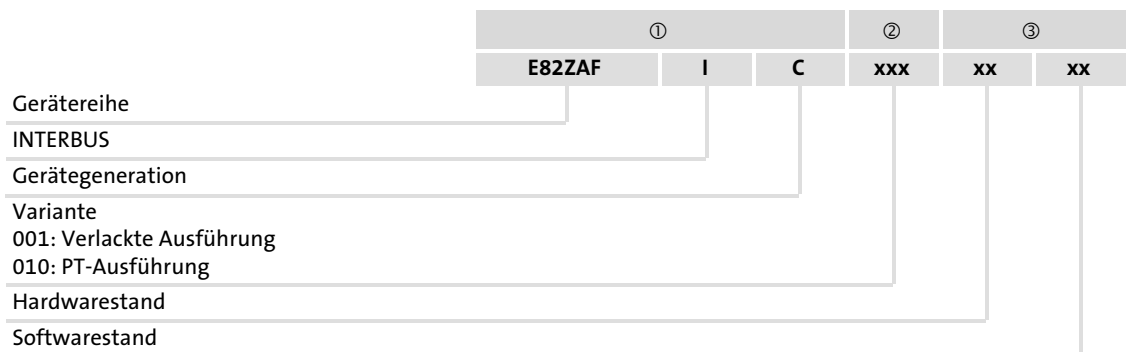 ① ② ③
E82ZAF I C xxx xx xx
Gerätereihe
INTERBUS
Gerätegeneration
Variante
001: Verlackte Ausführung
010: PT-Ausführung
Hardwarestand
Softwarestand